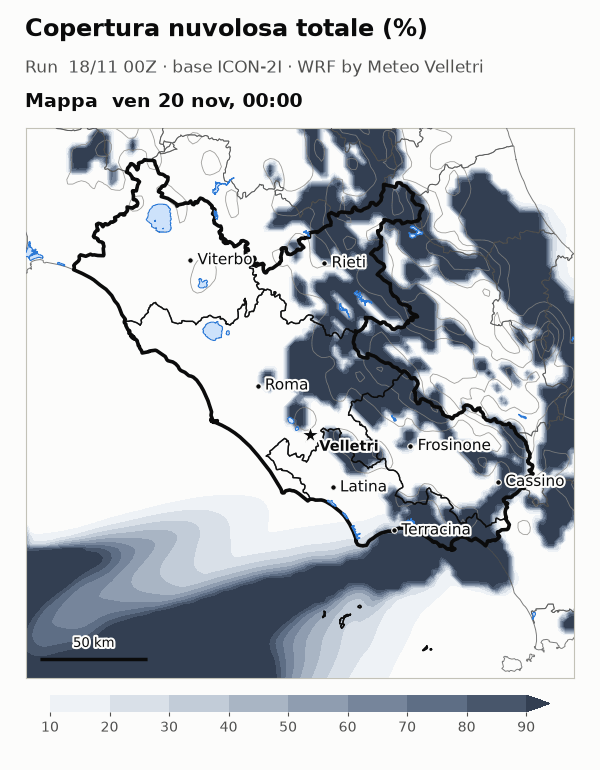 Copertura nuvolosa totale (%)
Run  18/11 00Z · base ICON-2I · WRF by Meteo Velletri
Mappa  ven 20 nov, 00:00
Viterbo
Rieti
Roma
Velletri
Frosinone
Latina
Cassino
Terracina
50 km
10 20 30 40 50 60 70 80 90